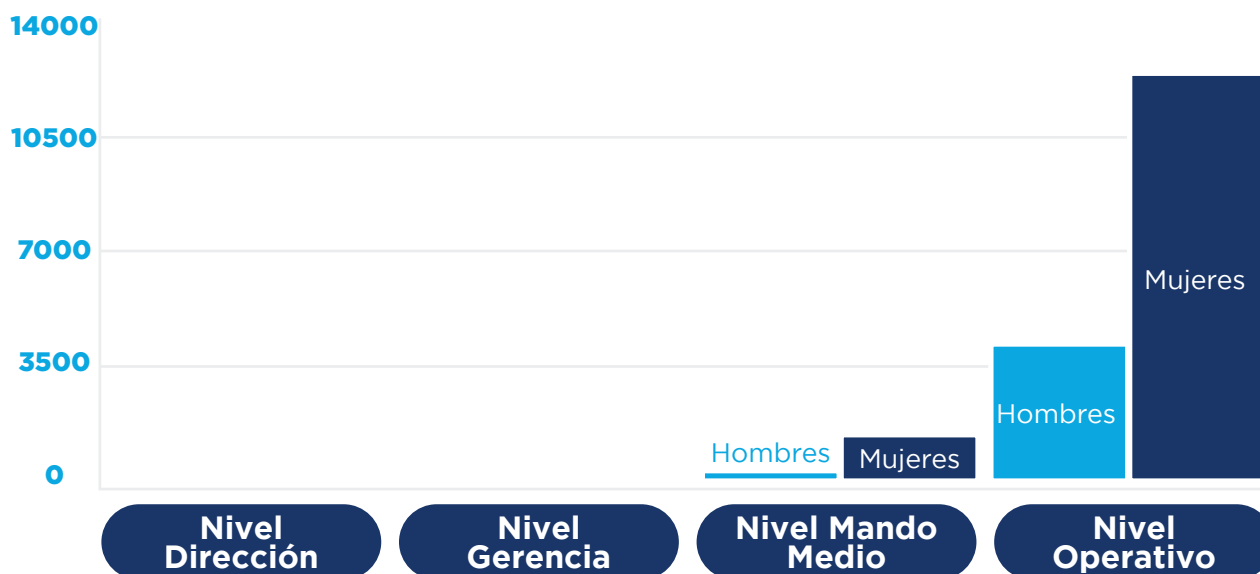 14000
10500
7000
3500
0
Mujeres
Hombres
Hombres
Mujeres
Nivel
Dirección
Nivel
Gerencia
Nivel Mando
Medio
Nivel
Operativo